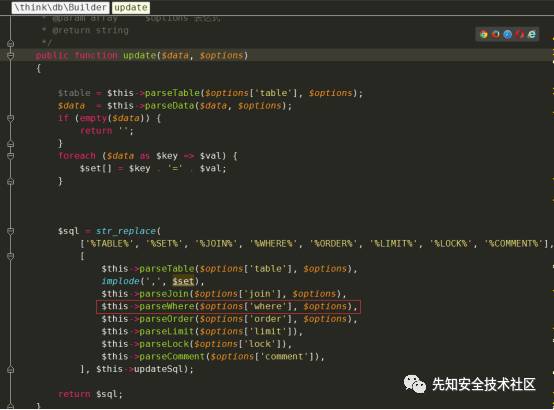 \think\db\Builder update
* @param array $options 表达式
* @return string
*/
public function update($data, $options)
{
$table = $this->parseTable($options['table'], $options);
$data = $this->parseData($data, $options);
if (empty($data)) {
return '';
}
foreach ($data as $key => $val) {
$set[] = $key . '=' . $val;
}
$sql = str_replace(
['%TABLE%', '%SET%', '%JOIN%', '%WHERE%', '%ORDER%', '%LIMIT%', '%LOCK%', '%COMMENT%'],
[
$this->parseTable($options['table'], $options),
implode(',', $set),
$this->parseJoin($options['join'], $options),
$this->parseWhere($options['where'], $options),
$this->parseOrder($options['order'], $options),
$this->parseLimit($options['limit']),
$this->parseLock($options['lock']),
$this->parseComment($options['comment']),
], $this->updateSql);
return $sql;
}
先知安全技术社区